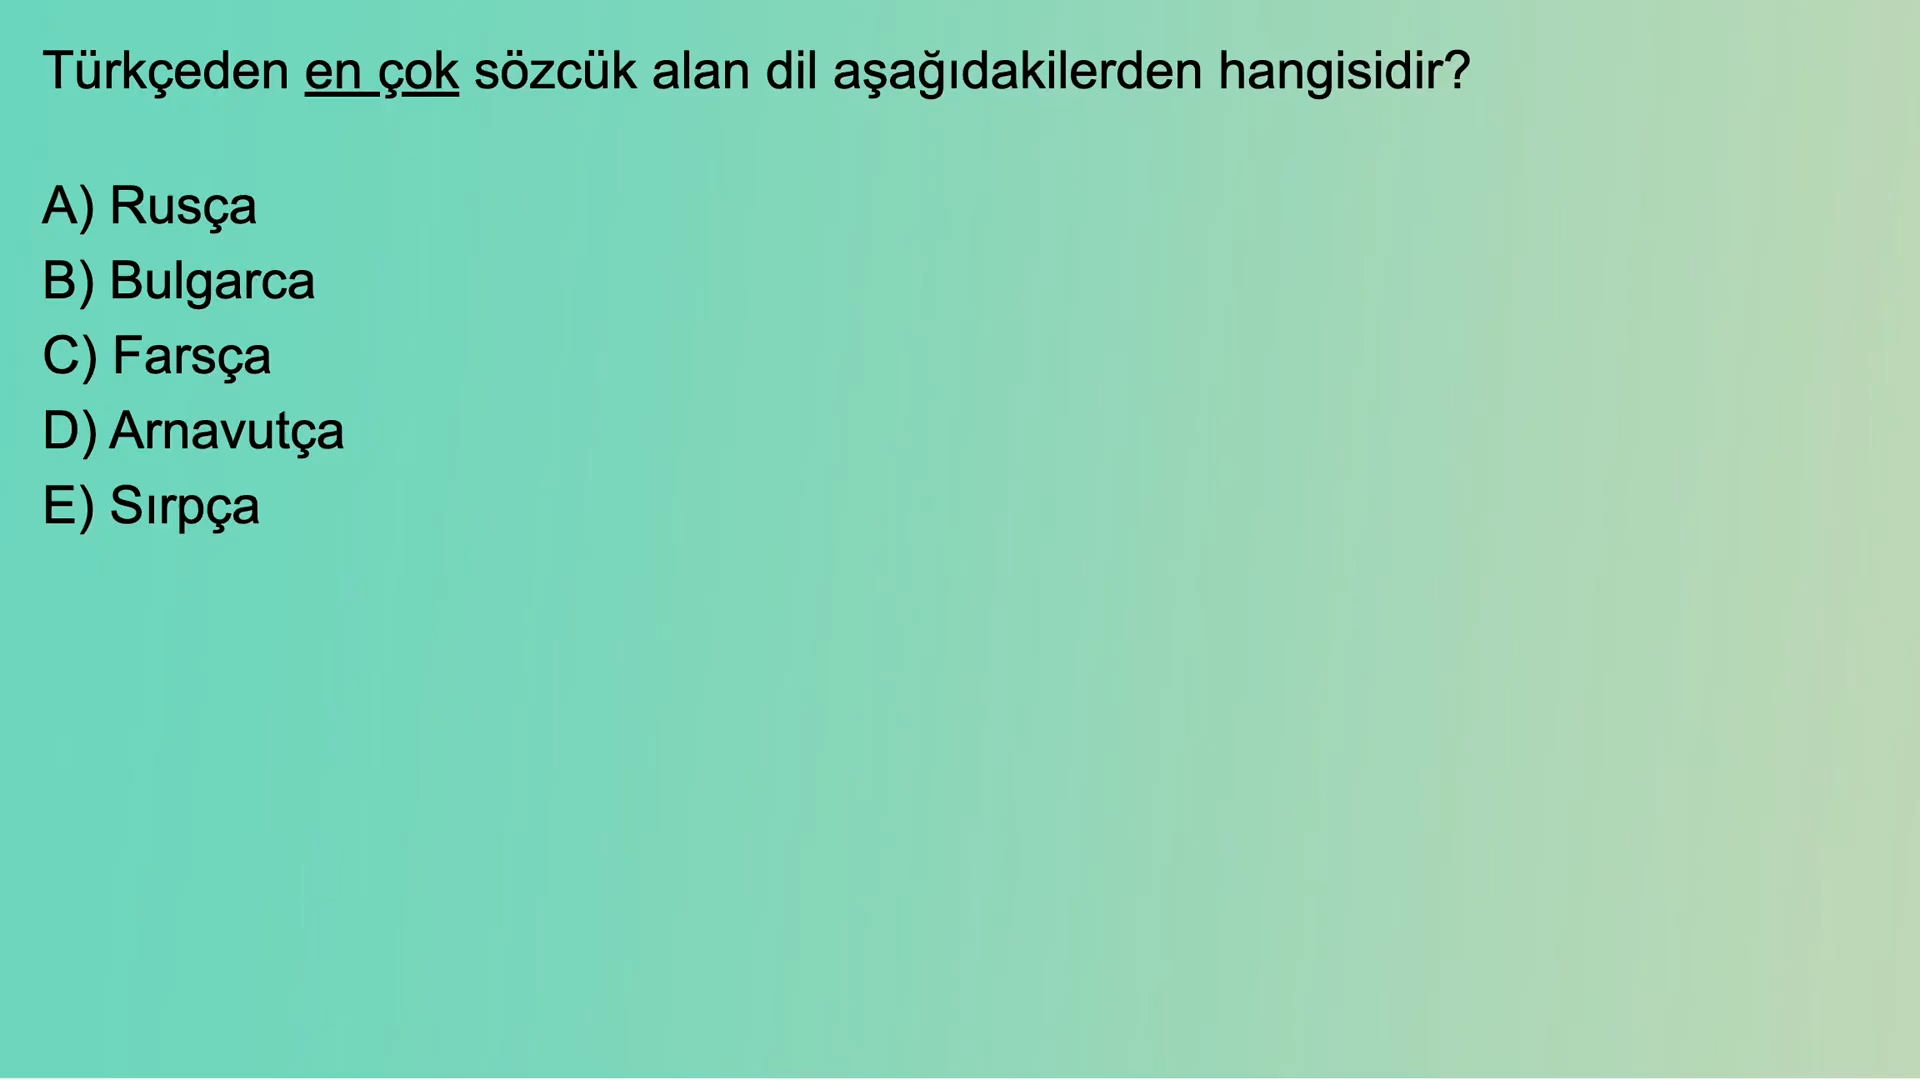 Türkçeden en çok sözcük alan dil aşağıdakilerden hangisidir?
A) Rusça
B) Bulgarca
C) Farsça
D) Arnavutça
E) Sırpça